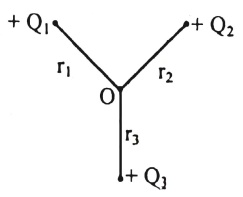 + Q₁
+ Q₂
r₁
r₂
O
r₃
+ Q₃